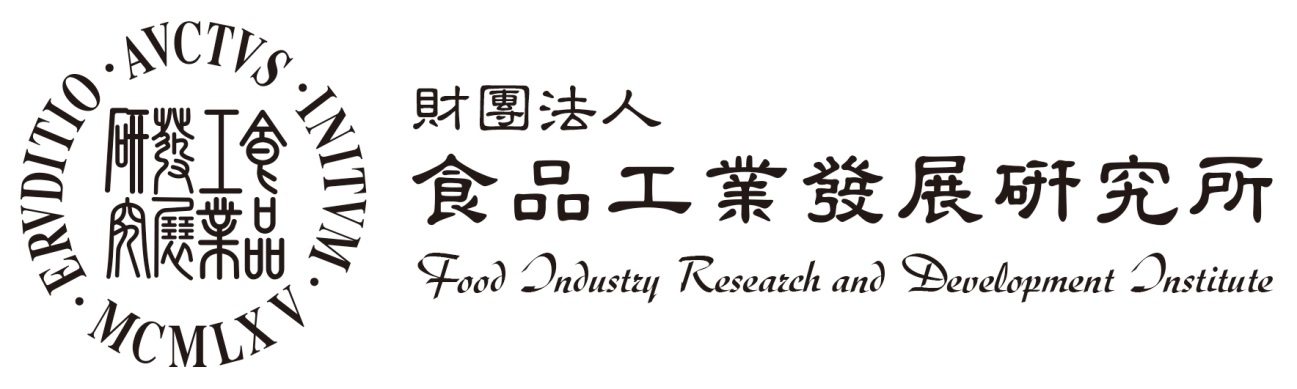 ERVDITIO · AVCTVS · INITVM · MCMLXV ·
食品
工業
發展
研究
財團法人
食品工業發展研究所
Food Industry Research and Development Institute